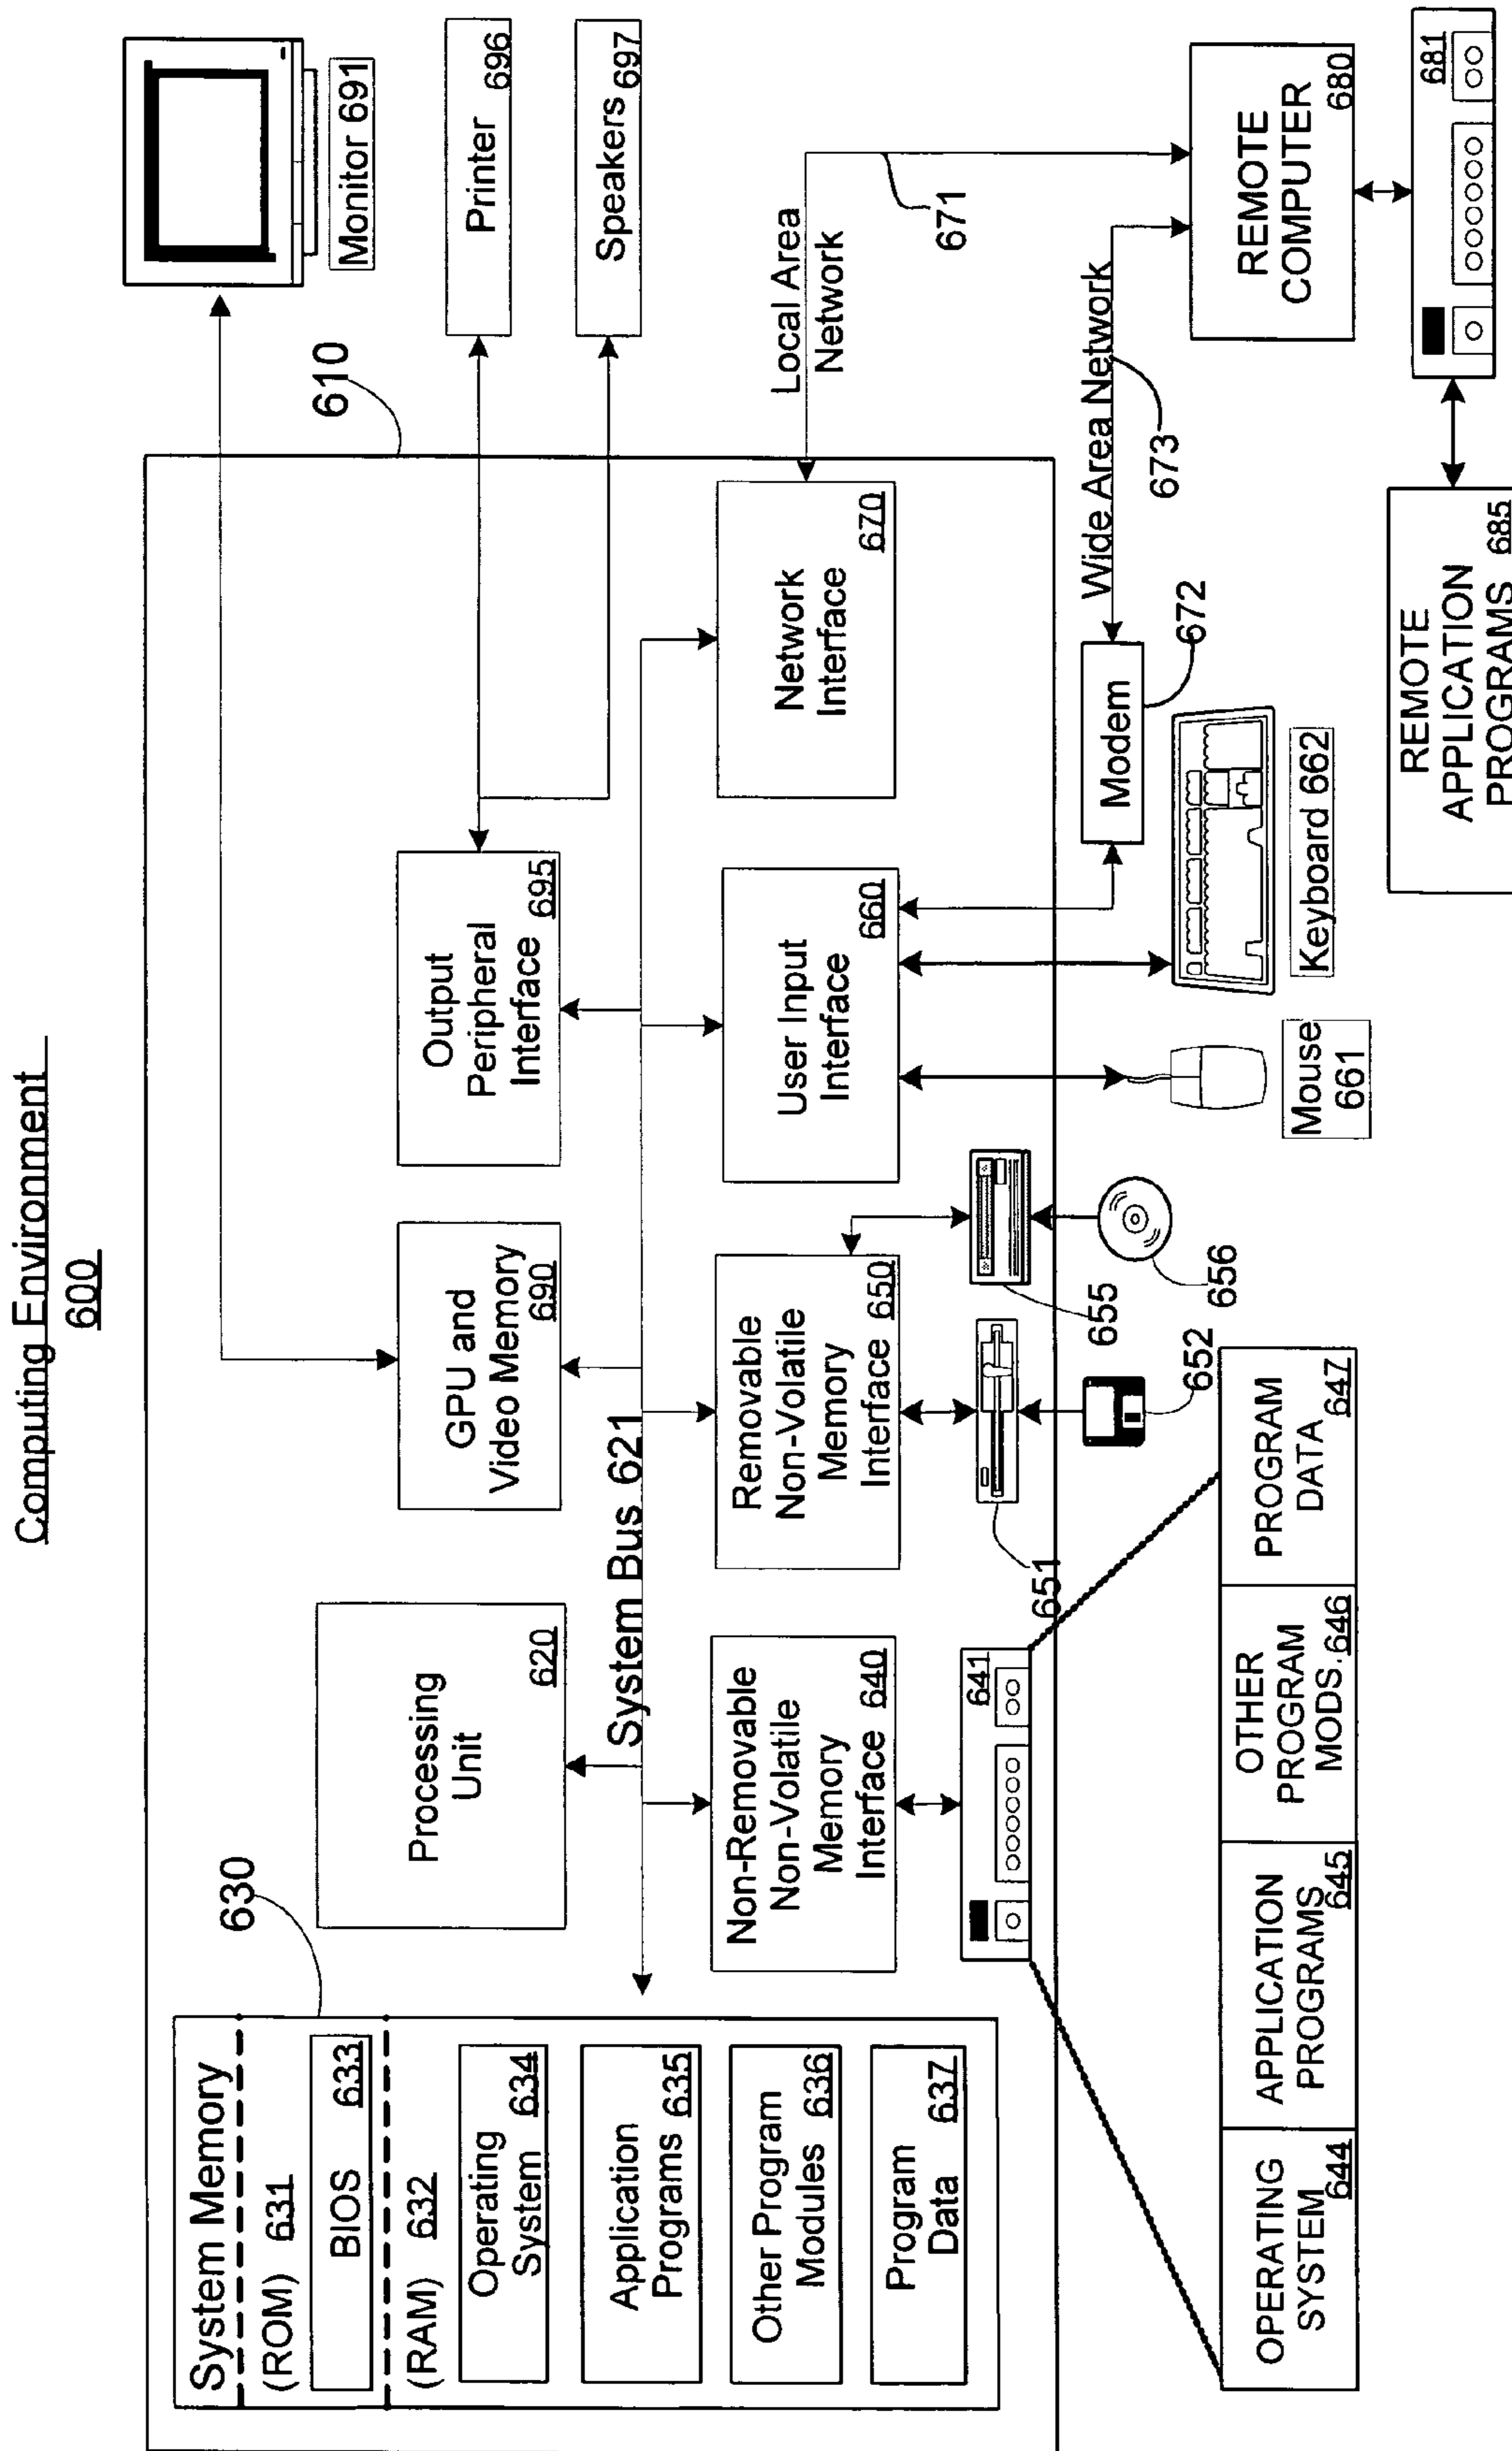 Computing Environment
600
610
630
System Memory
(ROM) 631
BIOS 633
(RAM) 632
Operating
System 634
Application
Programs 635
Other Program
Modules 636
Program
Data 637
Processing
Unit
620
GPU and
Video Memory
690
Output
Peripheral
Interface 695
System Bus 621
Non-Removable
Non-Volatile
Memory
Interface 640
Removable
Non-Volatile
Memory
Interface 650
User Input
Interface
660
Network
Interface
670
Monitor 691
Printer
696
Speakers 697
Local Area
Network
671
Wide Area Network
673
Modem
672
641
651
652
655
656
Mouse
661
Keyboard 662
REMOTE
COMPUTER
680
681
REMOTE
APPLICATION
PROGRAMS 685
OPERATING
SYSTEM 644
APPLICATION
PROGRAMS 645
OTHER
PROGRAM
MODS. 646
PROGRAM
DATA 647